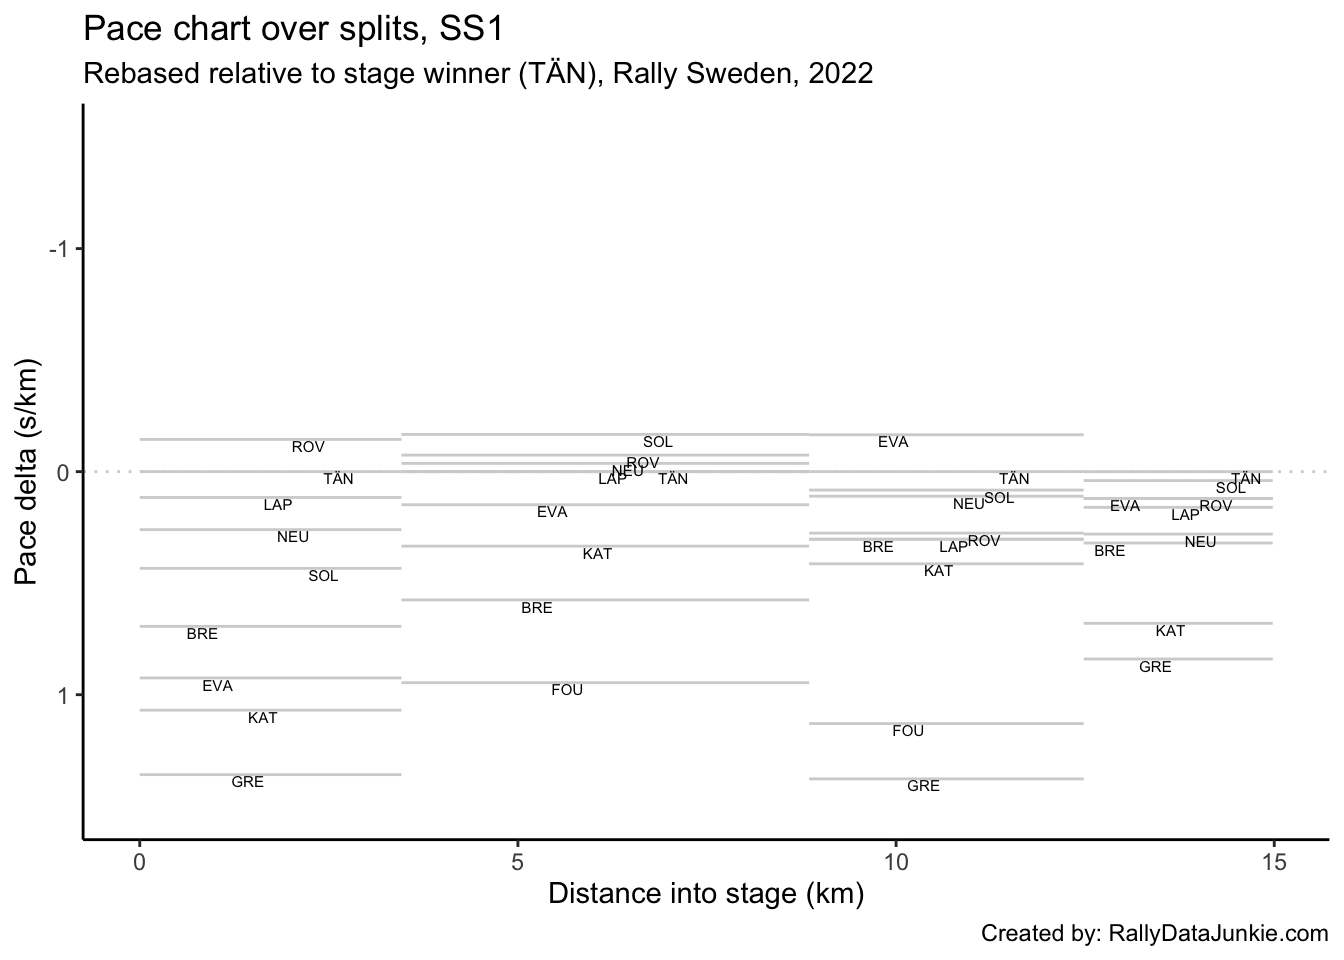 Pace chart over splits, SS1
Rebased relative to stage winner (TÄN), Rally Sweden, 2022
Pace delta (s/km)
-1
0
1
ROV
TÄN
LAP
NEU
SOL
BRE
EVA
KAT
GRE
SOL
ROV
NEU
LAP
TÄN
EVA
KAT
BRE
FOU
EVA
TÄN
SOL
NEU
ROV
BRE
LAP
KAT
FOU
GRE
TÄN
SOL
EVA
ROV
LAP
NEU
BRE
KAT
GRE
0
5
10
15
Distance into stage (km)
Created by: RallyDataJunkie.com